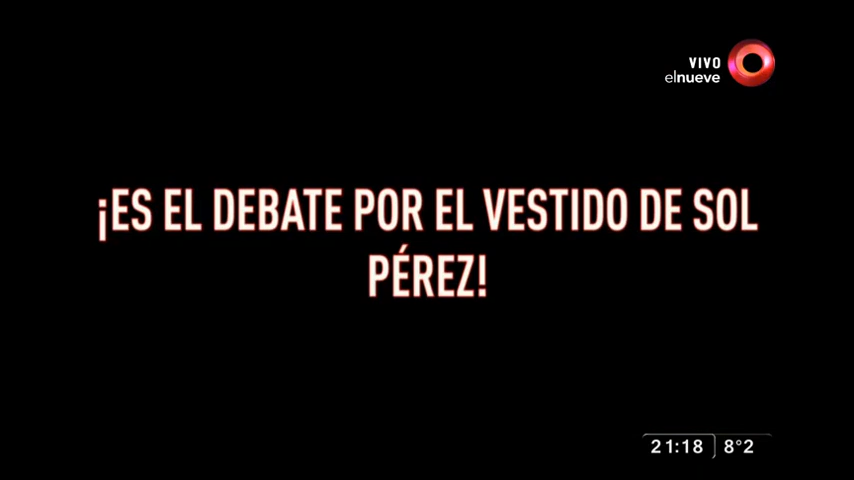 VIVO
elnueve
¡ES EL DEBATE POR EL VESTIDO DE SOL
PÉREZ!
21:18 8°2